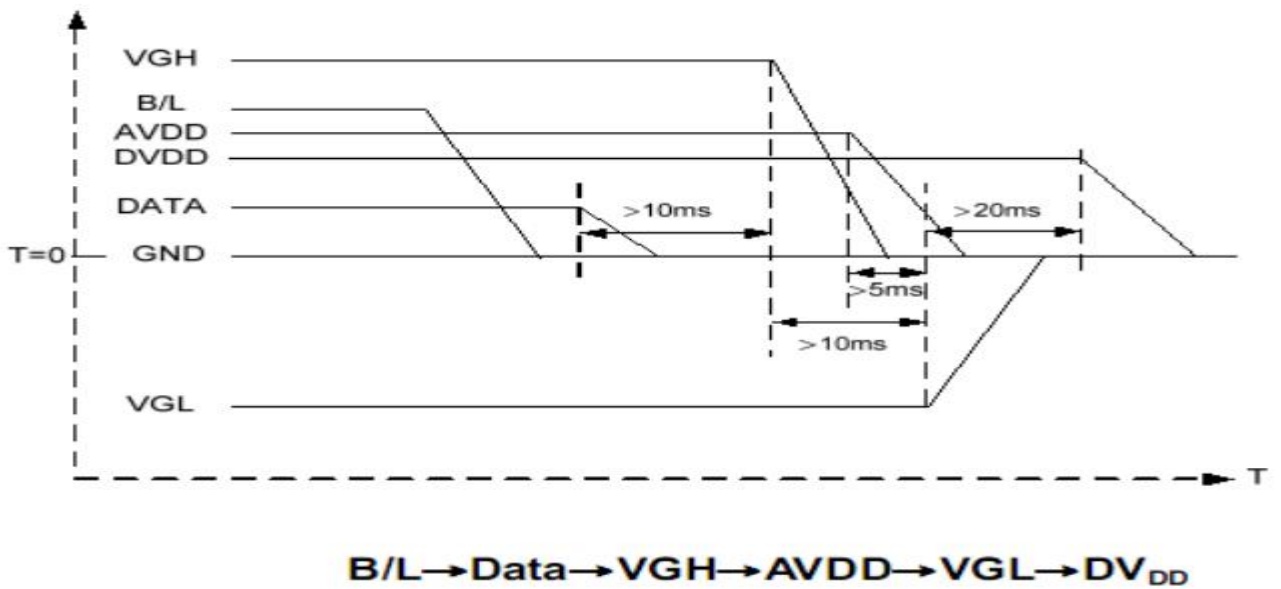 VGH
B/L
AVDD
DVDD
DATA
>10ms
>20ms
T=0
GND
>5ms
>10ms
VGL
T
B/L→Data→VGH→AVDD→VGL→DVDD